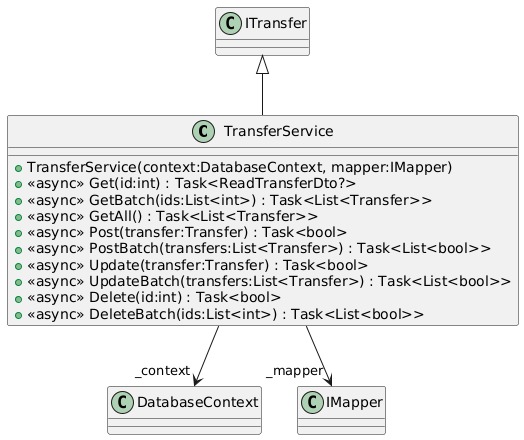 C ITransfer
C TransferService
TransferService(context:DatabaseContext, mapper:IMapper)
«async» Get(id:int) : Task<ReadTransferDto?>
«async» GetBatch(ids:List<int>) : Task<List<Transfer>>
«async» GetAll() : Task<List<Transfer>>
«async» Post(transfer:Transfer) : Task<bool>
«async» PostBatch(transfers:List<Transfer>) : Task<List<bool>>
«async» Update(transfer:Transfer) : Task<bool>
«async» UpdateBatch(transfers:List<Transfer>) : Task<List<bool>>
«async» Delete(id:int) : Task<bool>
«async» DeleteBatch(ids:List<int>) : Task<List<bool>>
_context
_mapper
C DatabaseContext
C IMapper